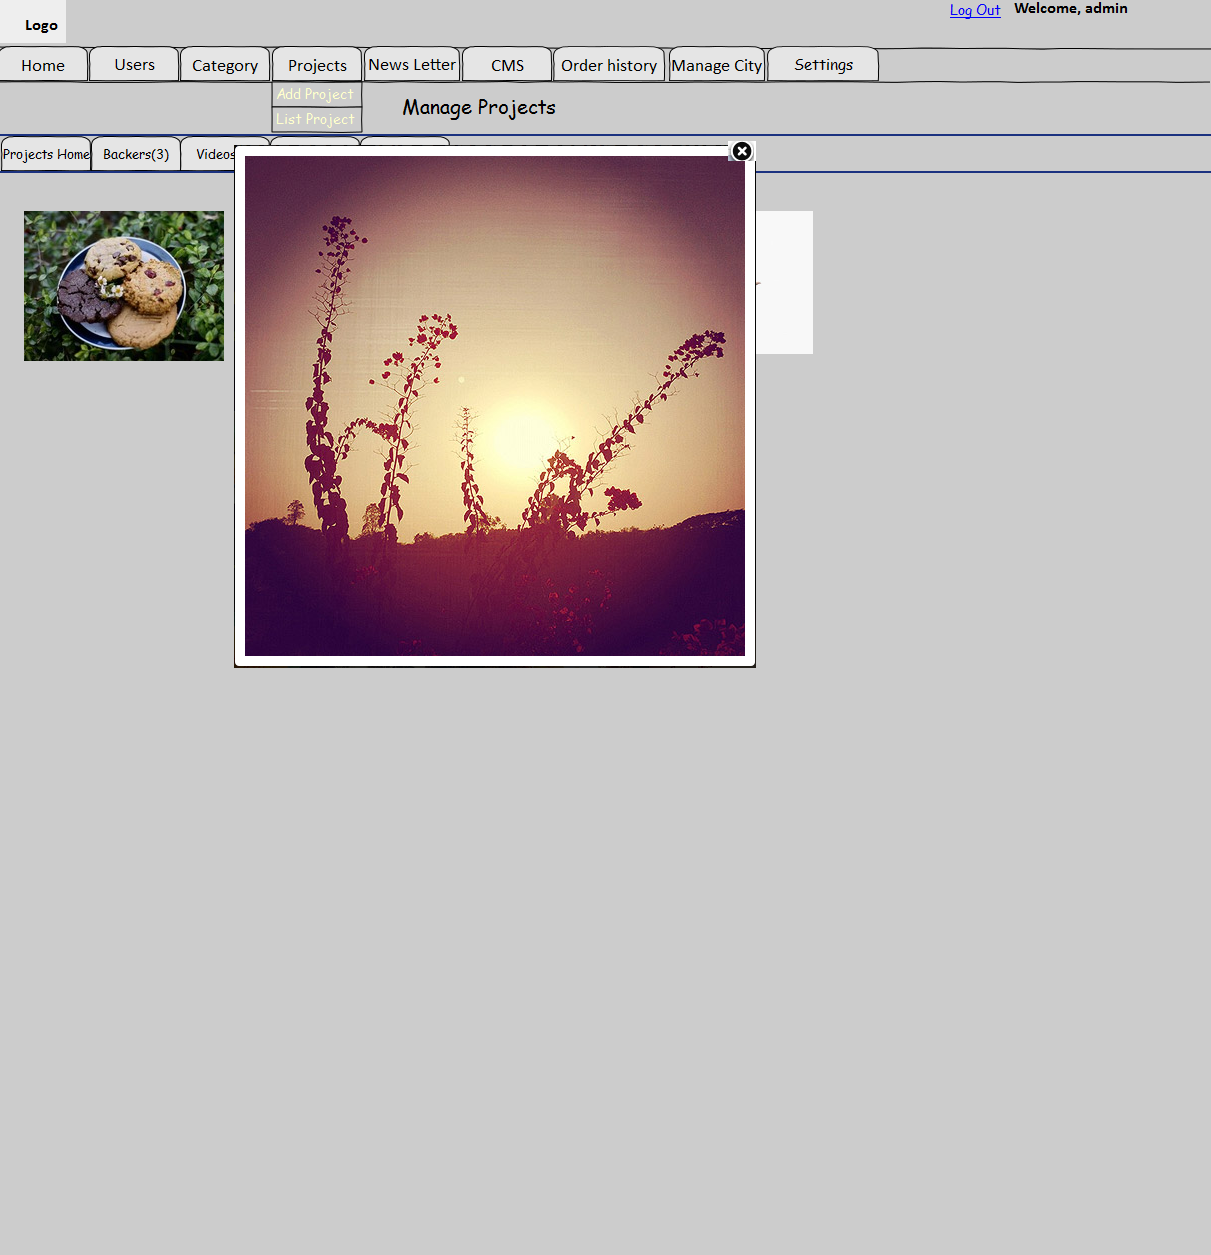 Logo
Log Out Welcome, admin
Home Users Category Projects News Letter CMS Order history Manage City Settings
Add Project
List Project
Manage Projects
Projects Home Backers(3) Videos